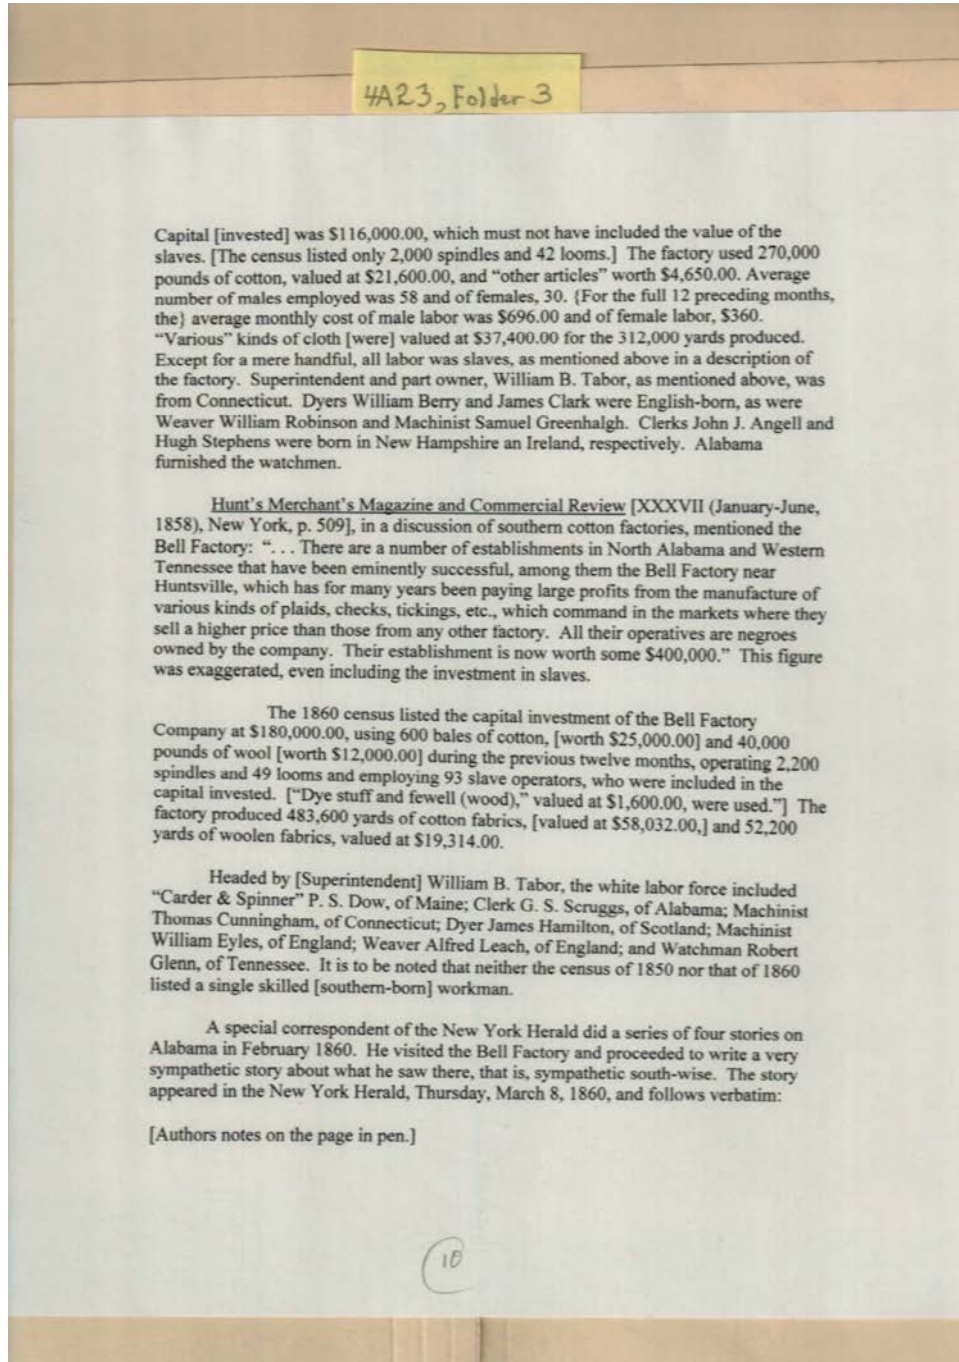 4A23, Folder 3
Capital [invested] was $116,000.00, which must not have included the value of the
slaves. [The census listed only 2,000 spindles and 42 looms.] The factory used 270,000
pounds of cotton, valued at $21,600.00, and “other articles” worth $4,650.00. Average
number of males employed was 58 and of females, 30. {For the full 12 preceding months,
the} average monthly cost of male labor was $696.00 and of female labor, $360.
“Various” kinds of cloth [were] valued at $37,400.00 for the 312,000 yards produced.
Except for a mere handful, all labor was slaves, as mentioned above in a description of
the factory. Superintendent and part owner, William B. Tabor, as mentioned above, was
from Connecticut. Dyers William Berry and James Clark were English-born, as were
Weaver William Robinson and Machinist Samuel Greenhalgh. Clerks John J. Angell and
Hugh Stephens were born in New Hampshire an Ireland, respectively. Alabama
furnished the watchmen.
Hunt’s Merchant’s Magazine and Commercial Review [XXXVII (January-June,
1858), New York, p. 509], in a discussion of southern cotton factories, mentioned the
Bell Factory: “. . . There are a number of establishments in North Alabama and Western
Tennessee that have been eminently successful, among them the Bell Factory near
Huntsville, which has for many years been paying large profits from the manufacture of
various kinds of plaids, checks, tickings, etc., which command in the markets where they
sell a higher price than those from any other factory. All their operatives are negroes
owned by the company. Their establishment is now worth some $400,000.” This figure
was exaggerated, even including the investment in slaves.
The 1860 census listed the capital investment of the Bell Factory
Company at $180,000.00, using 600 bales of cotton, [worth $25,000.00] and 40,000
pounds of wool [worth $12,000.00] during the previous twelve months, operating 2,200
spindles and 49 looms and employing 93 slave operators, who were included in the
capital invested. [“Dye stuff and fewell (wood),” valued at $1,600.00, were used.”] The
factory produced 483,600 yards of cotton fabrics, [valued at $58,032.00,] and 52,200
yards of woolen fabrics, valued at $19,314.00.
Headed by [Superintendent] William B. Tabor, the white labor force included
“Carder & Spinner” P. S. Dow, of Maine; Clerk G. S. Scruggs, of Alabama; Machinist
Thomas Cunningham, of Connecticut; Dyer James Hamilton, of Scotland; Machinist
William Eyles, of England; Weaver Alfred Leach, of England; and Watchman Robert
Glenn, of Tennessee. It is to be noted that neither the census of 1850 nor that of 1860
listed a single skilled [southern-born] workman.
A special correspondent of the New York Herald did a series of four stories on
Alabama in February 1860. He visited the Bell Factory and proceeded to write a very
sympathetic story about what he saw there, that is, sympathetic south-wise. The story
appeared in the New York Herald, Thursday, March 8, 1860, and follows verbatim:
[Authors notes on the page in pen.]
10